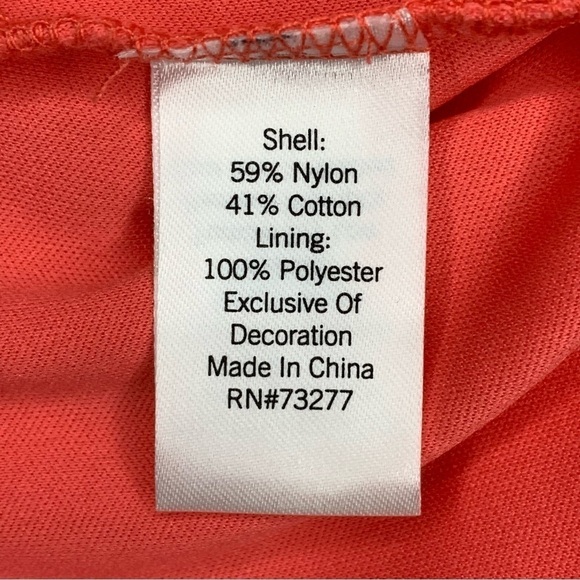 Shell:
59% Nylon
41% Cotton
Lining:
100% Polyester
Exclusive Of
Decoration
Made In China
RN#73277